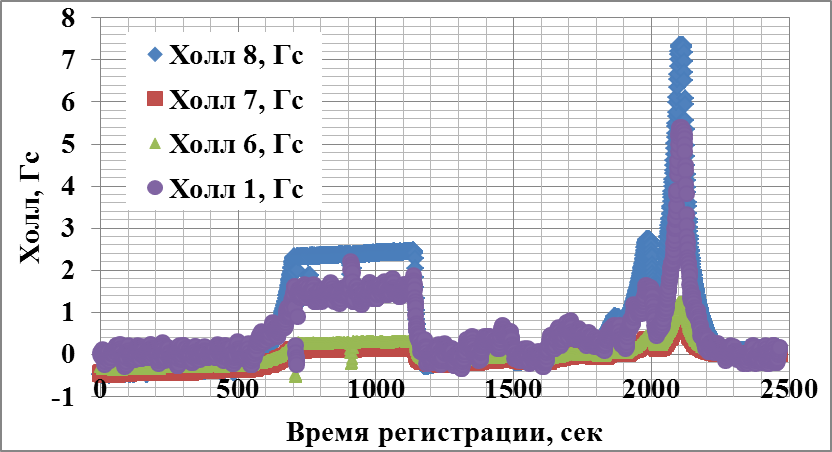 8
7
6
5
4
3
2
1
0
-1
Холл, Гс
Холл 8, Гс
Холл 7, Гс
Холл 6, Гс
Холл 1, Гс
0 500 1000 1500 2000 2500
Время регистрации, сек